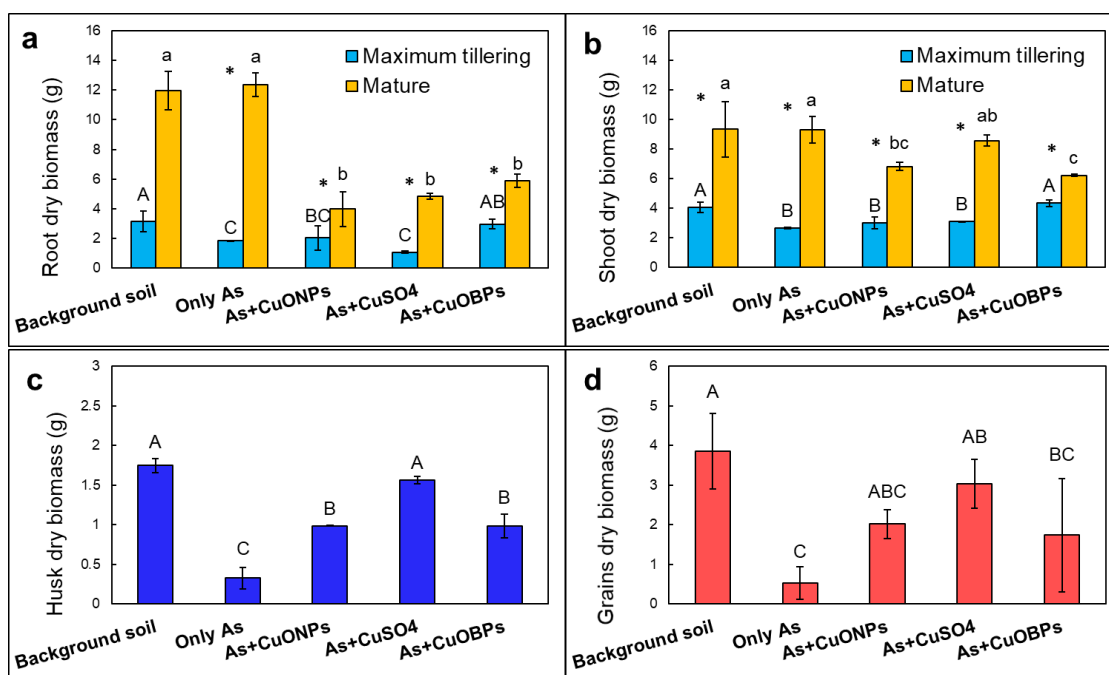 a
Root dry biomass (g)
16
14
12
10
8
6
4
2
0
Maximum tillering
Mature
A
a
*
C
a
*
BC
b
*
C
b
*
AB
b
Background soil
Only As
As+CuONPs
As+CuSO4
As+CuOBPs
b
Shoot dry biomass (g)
16
14
12
10
8
6
4
2
0
Maximum tillering
Mature
*
A
a
*
B
a
*
B
bc
*
B
ab
*
A
c
Background soil
Only As
As+CuONPs
As+CuSO4
As+CuOBPs
c
Husk dry biomass (g)
3
2.5
2
1.5
1
0.5
0
A
C
B
A
B
Background soil
Only As
As+CuONPs
As+CuSO4
As+CuOBPs
d
Grains dry biomass (g)
6
5
4
3
2
1
0
A
C
ABC
AB
BC
Background soil
Only As
As+CuONPs
As+CuSO4
As+CuOBPs